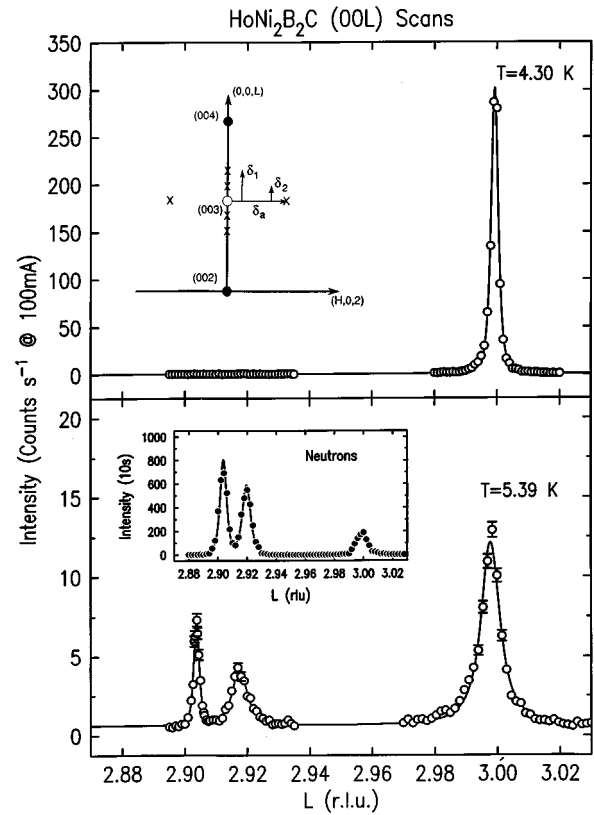 HoNi₂B₂C (00L) Scans
350
300
250
200
150
100
50
0
T=4.30 K
(0,0,L)
(004)
δ₁
δ₂
(003)
δₐ
(002)
(H,0,2)
Intensity (Counts s⁻¹ @ 100mA)
20
15
10
5
0
T=5.39 K
Neutrons
Intensity (10s)
1000
800
600
400
200
0
2.88 2.90 2.92 2.94 2.96 2.98 3.00 3.02
L (rlu)
2.88 2.90 2.92 2.94 2.96 2.98 3.00 3.02
L (r.l.u.)